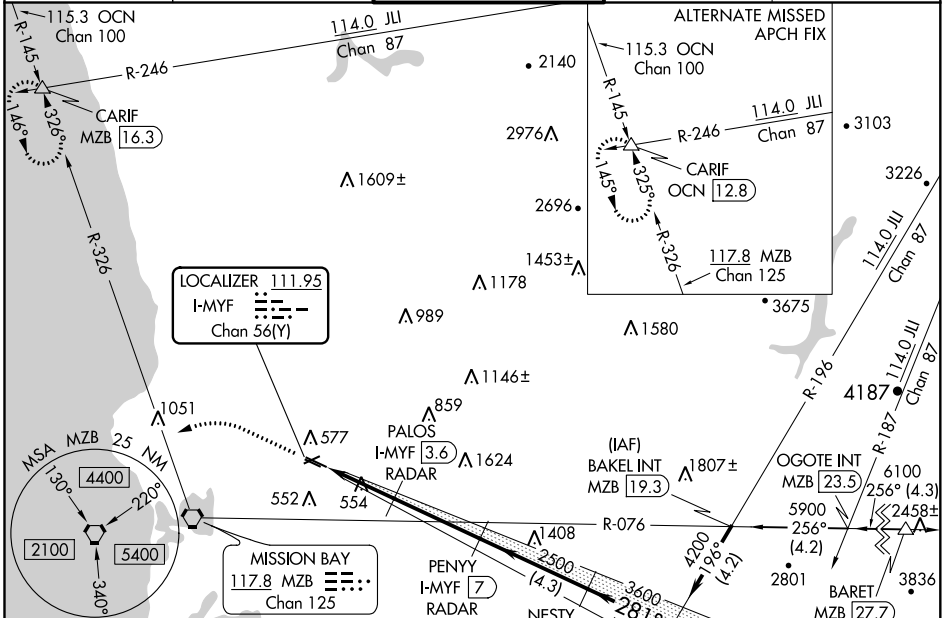 115.3 OCN
Chan 100
R-145
114.0 JLI
Chan 87
R-246
CARIF
MZB 16.3
146°
326°
R-326
2140
2976
1609±
2696
1453±
1178
989
1580
1146±
859
1624
ALTERNATE MISSED
APCH FIX
115.3 OCN
Chan 100
R-145
114.0 JLI
Chan 87
R-246
CARIF
OCN 12.8
145°
325°
R-326
117.8 MZB
Chan 125
3103
3226
3675
114.0 JLI
Chan 87
R-196
114.0 JLI
Chan 87
R-187
4187
LOCALIZER 111.95
I-MYF
Chan 56(Y)
1051
577
552
554
PALOS
I-MYF 3.6
RADAR
(IAF)
BAKEL INT
MZB 19.3
1807±
OGOTE INT
MZB 23.5
6100
256° (4.3)
2458±
5900
256°
(4.2)
R-076
1408
4200
196°
(4.2)
2801
3836
BARET
MZB 27.7
MSA MZB 25 NM
130°
4400
220°
2100
5400
340°
MISSION BAY
117.8 MZB
Chan 125
PENYY
I-MYF 7
RADAR
2500
(4.3)
3600
281°
NESTY